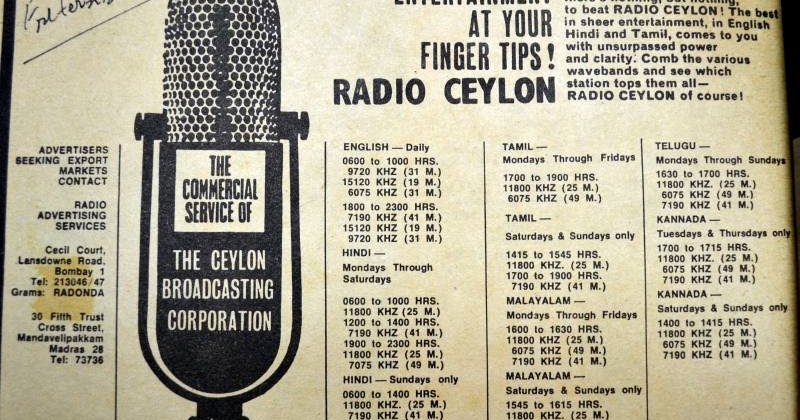 ENTERTAINMENT
AT YOUR
FINGER TIPS!
RADIO CEYLON
there's nothing, but nothing,
to beat RADIO CEYLON! The best
in sheer entertainment, in English
Hindi and Tamil, comes to you
with unsurpassed power
and clarity. Comb the various
wavebands and see which
station tops them all—
RADIO CEYLON of course!
ADVERTISERS
SEEKING EXPORT
MARKETS
CONTACT
RADIO
ADVERTISING
SERVICES
Cecil Court,
Lansdowne Road,
Bombay 1
Tel: 213046/47
Grams: RADONDA
30 Fifth Trust
Cross Street,
Mandavelipakkam
Madras 28
Tel: 73736
THE
COMMERCIAL
SERVICE OF
THE CEYLON
BROADCASTING
CORPORATION
ENGLISH — Daily
0600 to 1000 HRS.
9720 KHZ (31 M.)
15120 KHZ (19 M.)
6075 KHZ (31 M.)
1800 to 2300 HRS.
7190 KHZ (41 M.)
15120 KHZ (19 M.)
9720 KHZ (31 M.)
HINDI —
Mondays Through
Saturdays
0600 to 1000 HRS.
11800 KHZ (25 M.)
1200 to 1400 HRS.
7190 KHZ (41 M.)
1900 to 2300 HRS.
11800 KHZ (25 M.)
7075 KHZ (49 M.)
HINDI — Sundays only
0600 to 1400 HRS.
11800 KHZ. (25 M.)
7190 KHZ (41 M.)
TAMIL —
Mondays Through Fridays
1700 to 1900 HRS.
11800 KHZ (25 M.)
6075 KHZ (49 M.)
TAMIL —
Saturdays & Sundays only
1415 to 1545 HRS.
11800 KHZ. (25 M.)
1700 to 1900 HRS.
7190 KHZ (41 M.)
MALAYALAM —
Mondays Through Fridays
1600 to 1630 HRS.
11800 KHZ (25 M.)
6075 KHZ (49 M.)
7190 KHZ (41 M.)
MALAYALAM —
Saturdays & Sundays only
1545 to 1615 HRS.
11800 KHZ. (25 M.)
TELUGU —
Mondays Through Sundays
1630 to 1700 HRS.
11800 KHZ. (25 M.)
6075 KHZ (49 M.)
7190 KHZ (41 M.)
KANNADA —
Tuesdays & Thursdays only
1700 to 1715 HRS.
11800 KHZ. (25 M.)
6075 KHZ (49 M.)
7190 KHZ (41 M.)
KANNADA —
Saturdays & Sundays only
1400 to 1415 HRS.
11800 KHZ (25 M.)
6075 KHZ (49 M.)
7190 KHZ (41 M.)